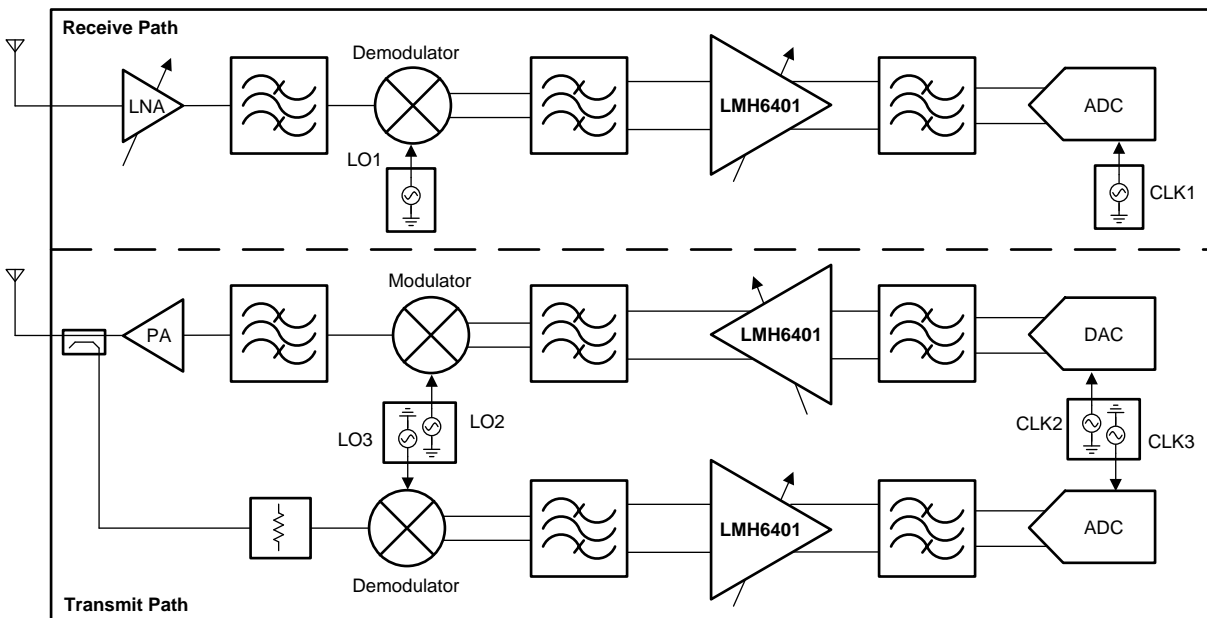 Receive Path
Demodulator
LNA
LMH6401
ADC
LO1
CLK1
Modulator
PA
LMH6401
DAC
LO3
LO2
CLK2
CLK3
LMH6401
ADC
Demodulator
Transmit Path